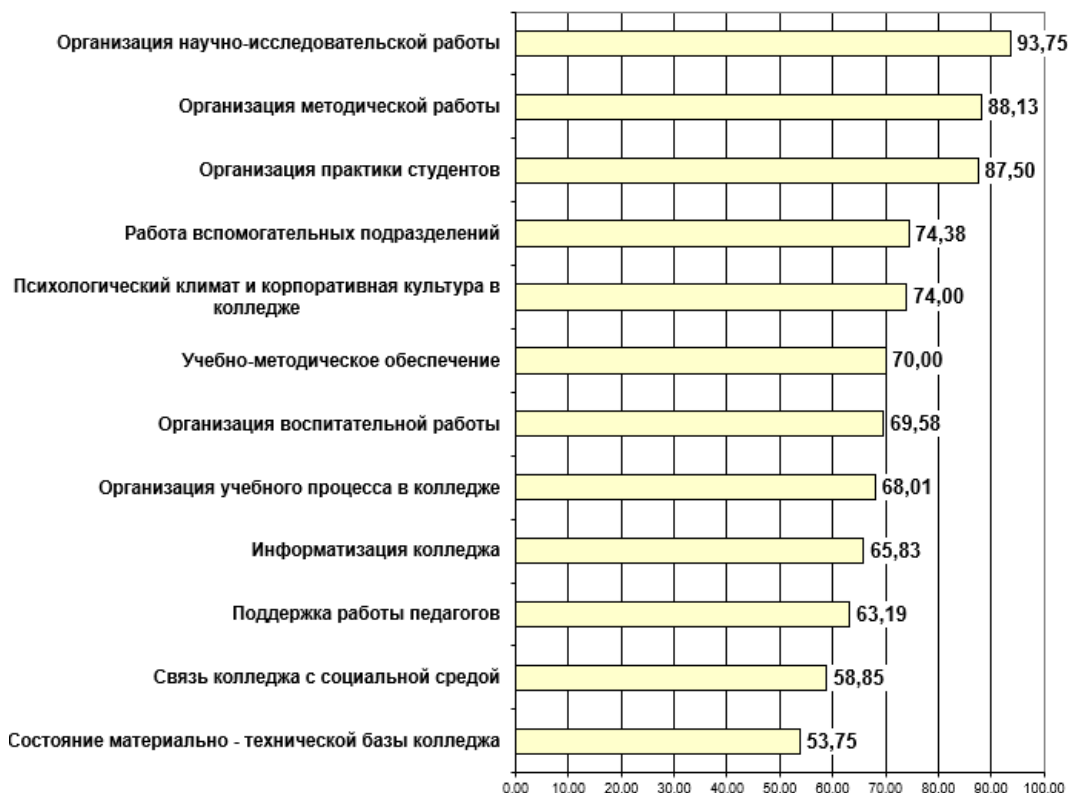 Организация научно-исследовательской работы
93,75
Организация методической работы
88,13
Организация практики студентов
87,50
Работа вспомогательных подразделений
74,38
Психологический климат и корпоративная культура в
колледже
74,00
Учебно-методическое обеспечение
70,00
Организация воспитательной работы
69,58
Организация учебного процесса в колледже
68,01
Информатизация колледжа
65,83
Поддержка работы педагогов
63,19
Связь колледжа с социальной средой
58,85
Состояние материально - технической базы колледжа
53,75
0,00 10,00 20,00 30,00 40,00 50,00 60,00 70,00 80,00 90,00 100,00